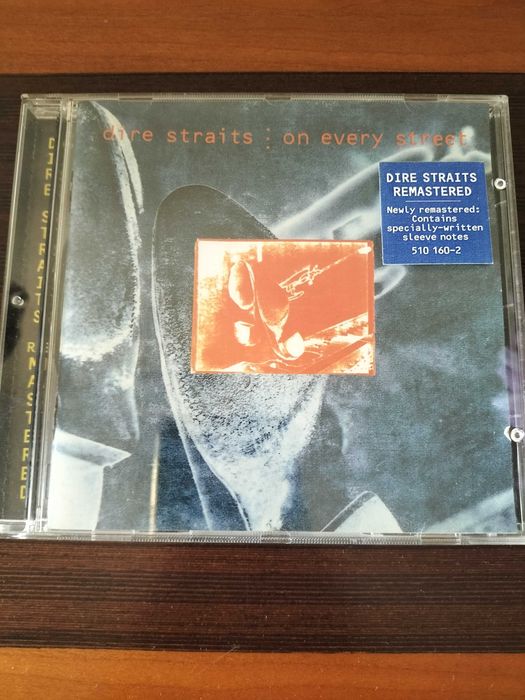 dire straits : on every street
DIRE STRAITS
REMASTERED
Newly remastered:
Contains
specially-written
sleeve notes
510 160-2
DIRE STRAITS REMASTERED